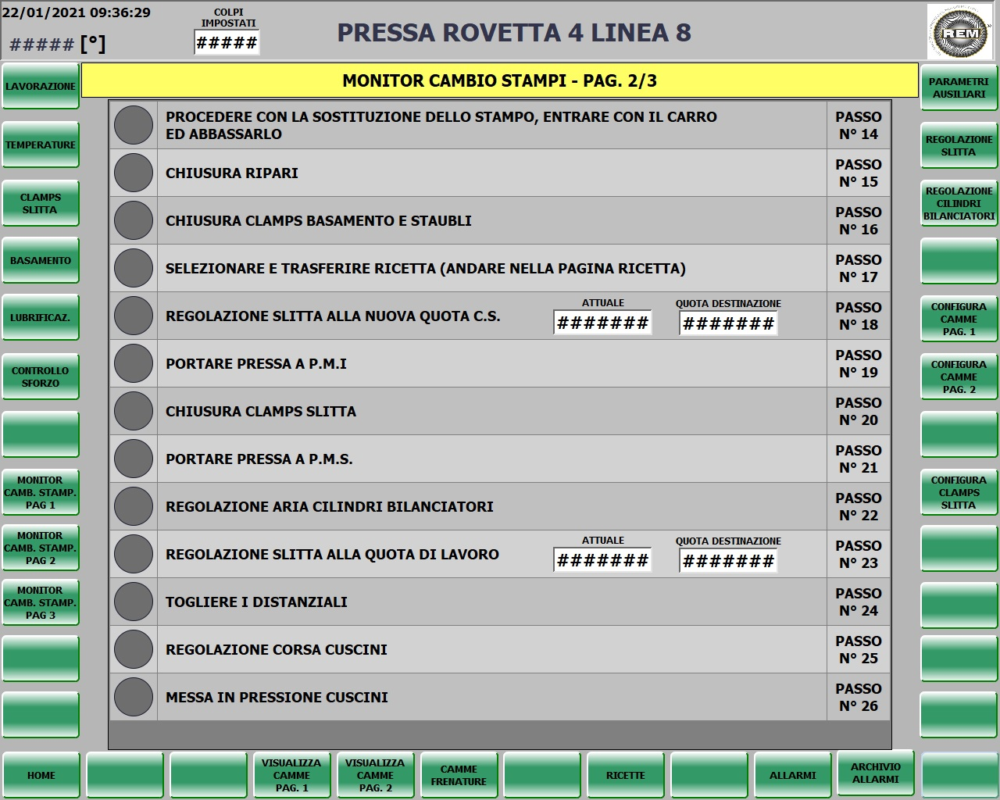 22/01/2021 09:36:29
##### [°]
COLPI
IMPOSTATI
#####
PRESSA ROVETTA 4 LINEA 8
REM
MONITOR CAMBIO STAMPI - PAG. 2/3
LAVORAZIONE
TEMPERATURE
CLAMPS
SLITTA
BASAMENTO
LUBRIFICAZ.
CONTROLLO
SFORZO
MONITOR
CAMB. STAMP.
PAG 1
MONITOR
CAMB. STAMP.
PAG 2
MONITOR
CAMB. STAMP.
PAG 3
PROCEDERE CON LA SOSTITUZIONE DELLO STAMPO, ENTRARE CON IL CARRO
ED ABBASSARLO
PASSO
N° 14
CHIUSURA RIPARI
PASSO
N° 15
CHIUSURA CLAMPS BASAMENTO E STAUBLI
PASSO
N° 16
SELEZIONARE E TRASFERIRE RICETTA (ANDARE NELLA PAGINA RICETTA)
PASSO
N° 17
REGOLAZIONE SLITTA ALLA NUOVA QUOTA C.S.
ATTUALE
#######
QUOTA DESTINAZIONE
#######
PASSO
N° 18
PORTARE PRESSA A P.M.I
PASSO
N° 19
CHIUSURA CLAMPS SLITTA
PASSO
N° 20
PORTARE PRESSA A P.M.S.
PASSO
N° 21
REGOLAZIONE ARIA CILINDRI BILANCIATORI
PASSO
N° 22
REGOLAZIONE SLITTA ALLA QUOTA DI LAVORO
ATTUALE
#######
QUOTA DESTINAZIONE
#######
PASSO
N° 23
TOGLIERE I DISTANZIALI
PASSO
N° 24
REGOLAZIONE CORSA CUSCINI
PASSO
N° 25
MESSA IN PRESSIONE CUSCINI
PASSO
N° 26
PARAMETRI
AUSILIARI
REGOLAZIONE
SLITTA
REGOLAZIONE
CILINDRI
BILANCIATORI
CONFIGURA
CAMME
PAG. 1
CONFIGURA
CAMME
PAG. 2
CONFIGURA
CLAMPS
SLITTA
HOME
VISUALIZZA
CAMME
PAG. 1
VISUALIZZA
CAMME
PAG. 2
CAMME
FRENATURE
RICETTE
ALLARMI
ARCHIVIO
ALLARMI